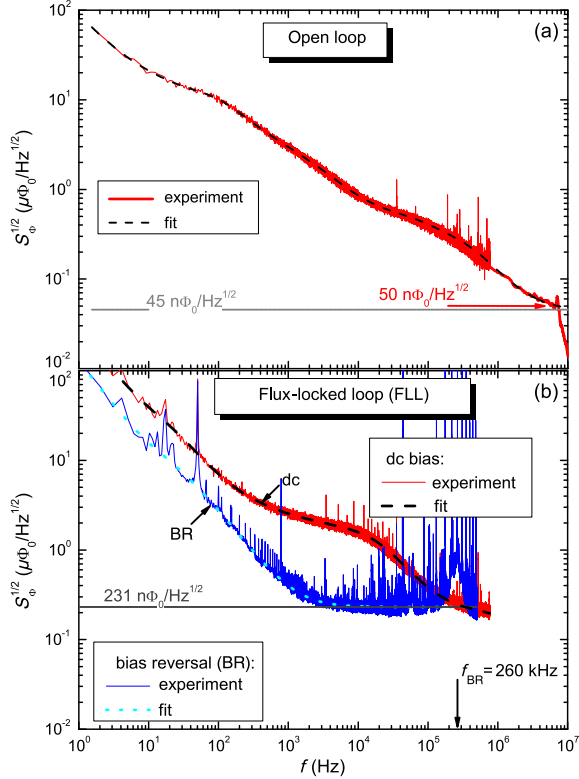 Open loop
(a)
10²
10¹
10⁰
10⁻¹
10⁻²
S_Φ^{1/2} (μΦ₀/Hz^{1/2})
experiment
fit
45 nΦ₀/Hz^{1/2}
50 nΦ₀/Hz^{1/2}
Flux-locked loop (FLL)
(b)
10²
10¹
10⁰
10⁻¹
10⁻²
S_Φ^{1/2} (μΦ₀/Hz^{1/2})
dc bias:
experiment
fit
dc
BR
231 nΦ₀/Hz^{1/2}
bias reversal (BR):
experiment
fit
f_BR = 260 kHz
10⁰ 10¹ 10² 10³ 10⁴ 10⁵ 10⁶ 10⁷
f (Hz)